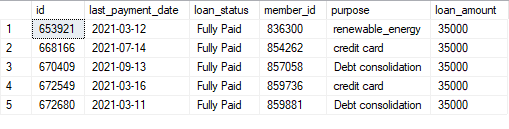 id last_payment_date loan_status member_id purpose loan_amount
1 653921 2021-03-12 Fully Paid 836300 renewable_energy 35000
2 668166 2021-07-14 Fully Paid 854262 credit card 35000
3 670409 2021-09-13 Fully Paid 857058 Debt consolidation 35000
4 672549 2021-03-16 Fully Paid 859736 credit card 35000
5 672680 2021-03-11 Fully Paid 859881 Debt consolidation 35000